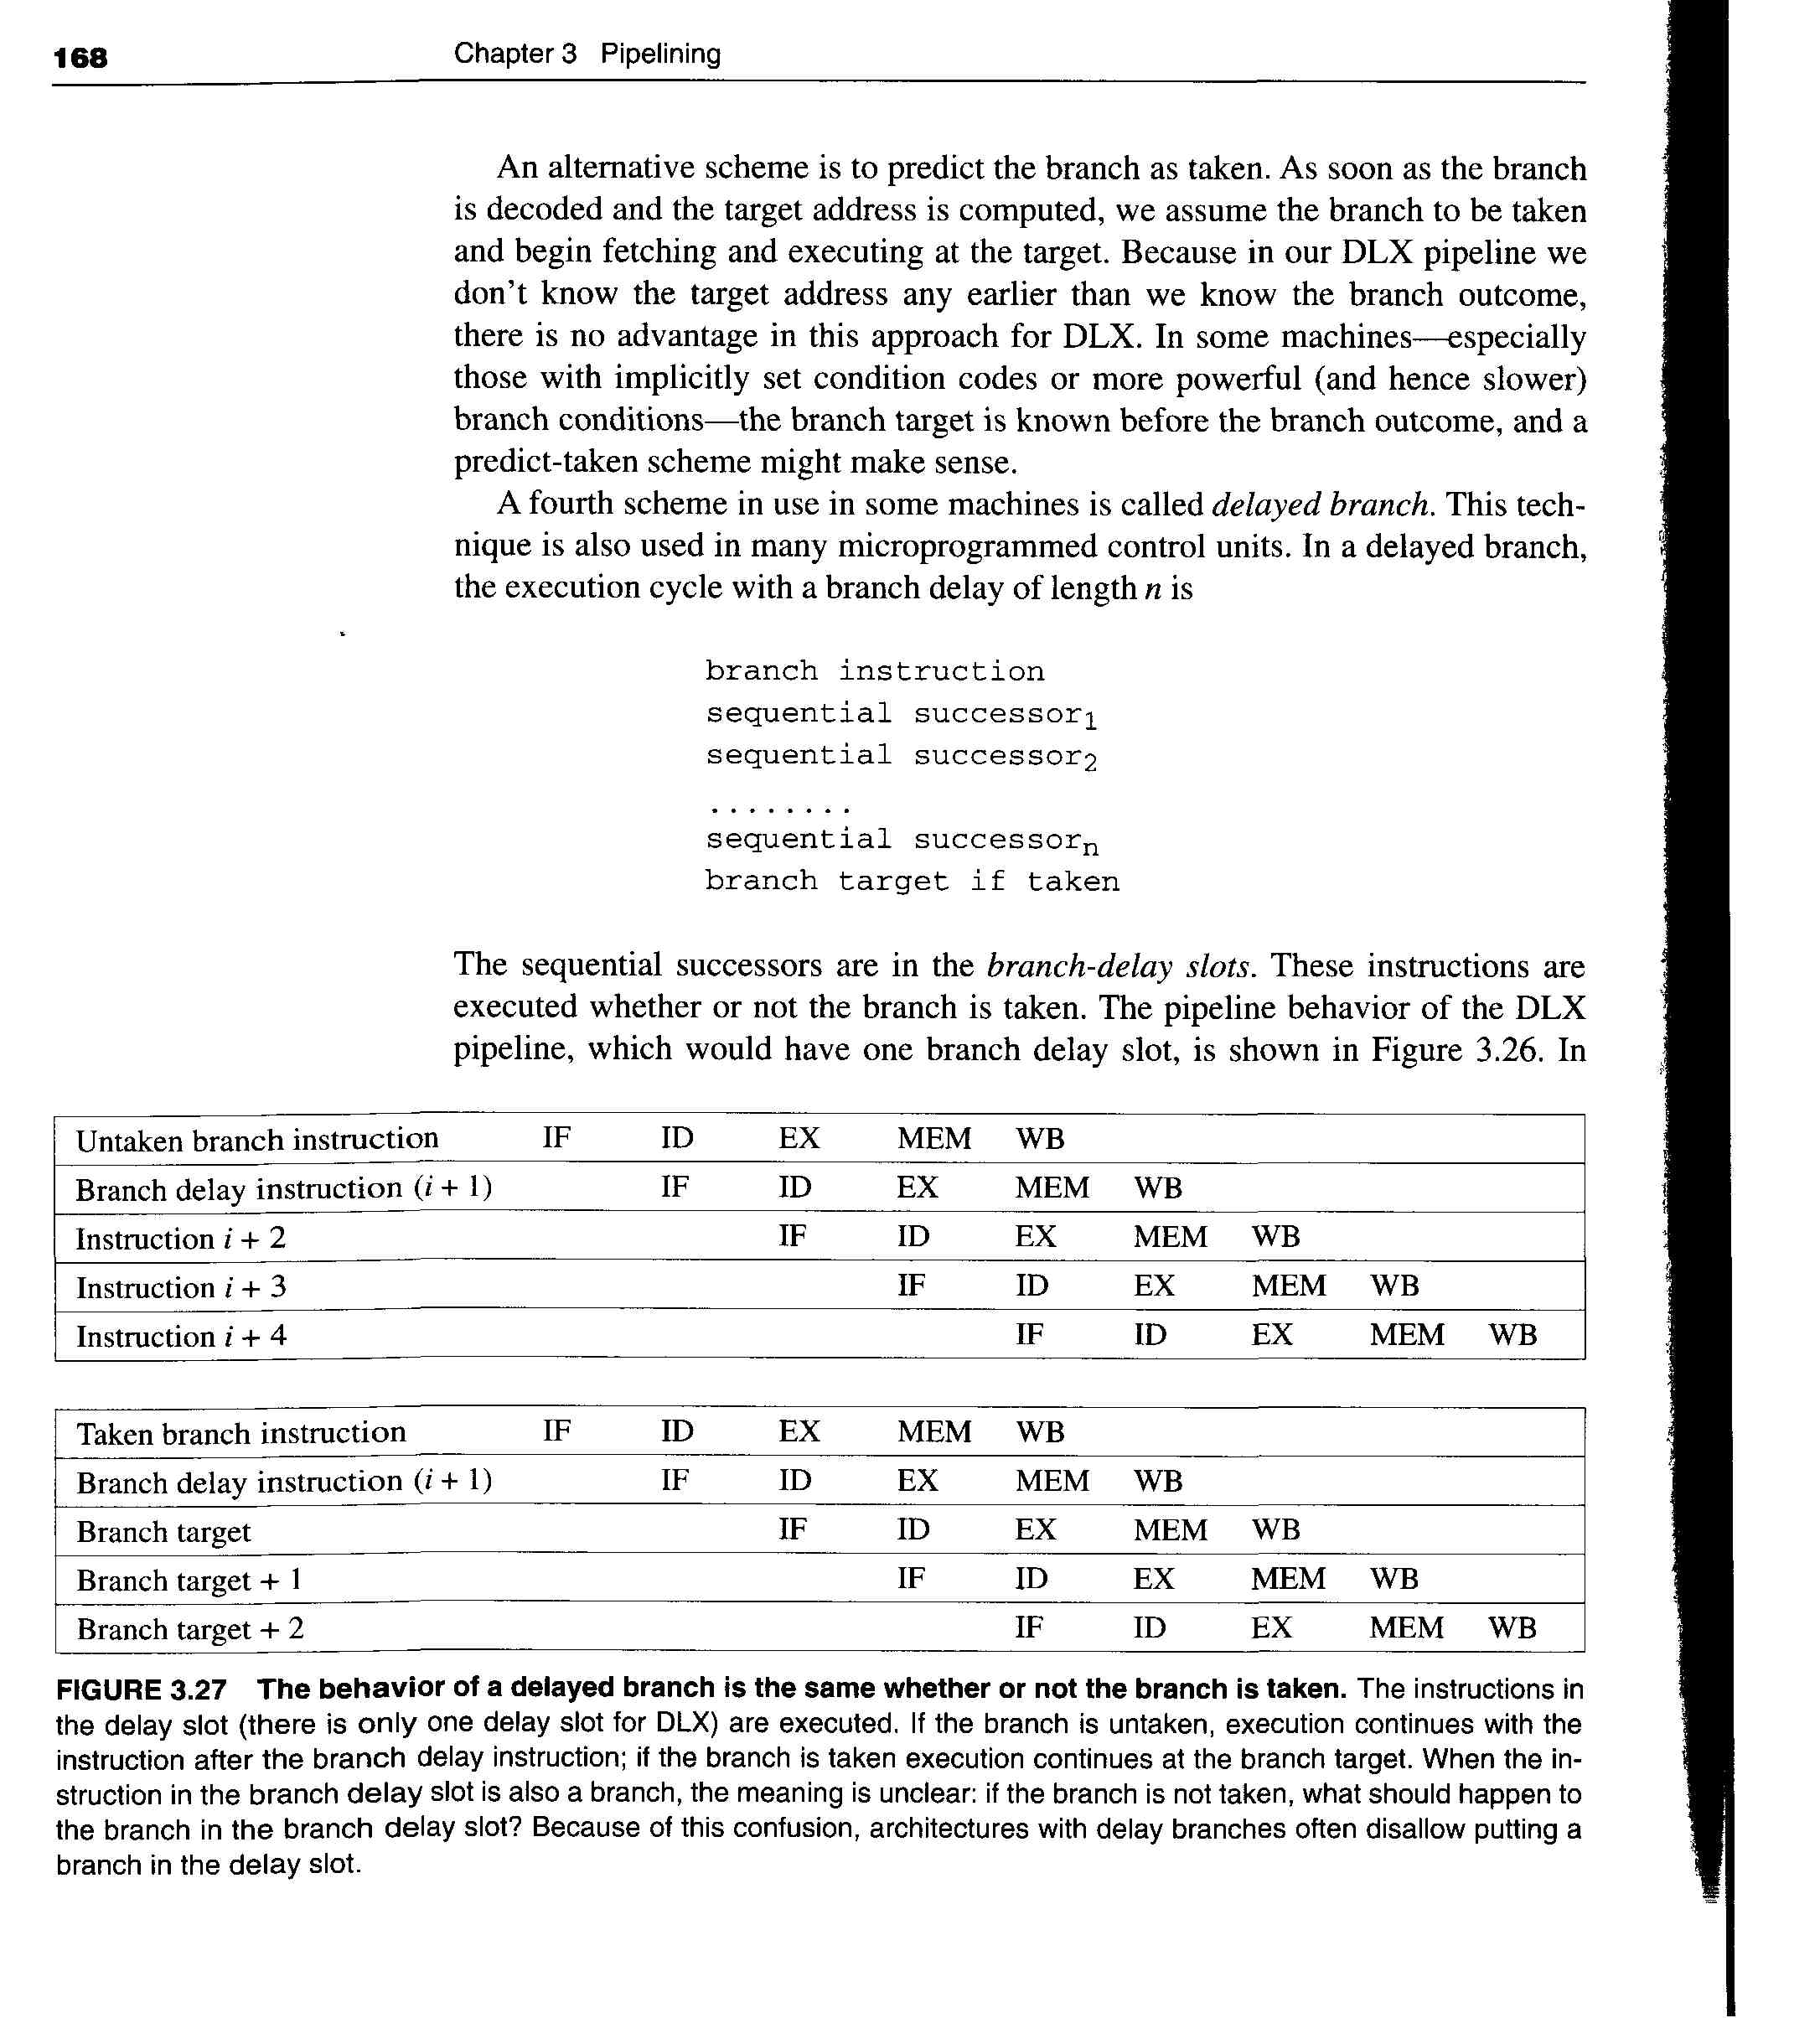 168
Chapter 3 Pipelining
An alternative scheme is to predict the branch as taken. As soon as the branch
is decoded and the target address is computed, we assume the branch to be taken
and begin fetching and executing at the target. Because in our DLX pipeline we
don't know the target address any earlier than we know the branch outcome,
there is no advantage in this approach for DLX. In some machines—especially
those with implicitly set condition codes or more powerful (and hence slower)
branch conditions—the branch target is known before the branch outcome, and a
predict-taken scheme might make sense.
A fourth scheme in use in some machines is called delayed branch. This tech-
nique is also used in many microprogrammed control units. In a delayed branch,
the execution cycle with a branch delay of length n is
branch instruction
sequential successor₁
sequential successor₂
........
sequential successorₙ
branch target if taken
The sequential successors are in the branch-delay slots. These instructions are
executed whether or not the branch is taken. The pipeline behavior of the DLX
pipeline, which would have one branch delay slot, is shown in Figure 3.26. In
Untaken branch instruction IF ID EX MEM WB
Branch delay instruction (i + 1) IF ID EX MEM WB
Instruction i + 2 IF ID EX MEM WB
Instruction i + 3 IF ID EX MEM WB
Instruction i + 4 IF ID EX MEM WB
Taken branch instruction IF ID EX MEM WB
Branch delay instruction (i + 1) IF ID EX MEM WB
Branch target IF ID EX MEM WB
Branch target + 1 IF ID EX MEM WB
Branch target + 2 IF ID EX MEM WB
FIGURE 3.27 The behavior of a delayed branch is the same whether or not the branch is taken. The instructions in
the delay slot (there is only one delay slot for DLX) are executed. If the branch is untaken, execution continues with the
instruction after the branch delay instruction; if the branch is taken execution continues at the branch target. When the in-
struction in the branch delay slot is also a branch, the meaning is unclear: if the branch is not taken, what should happen to
the branch in the branch delay slot? Because of this confusion, architectures with delay branches often disallow putting a
branch in the delay slot.